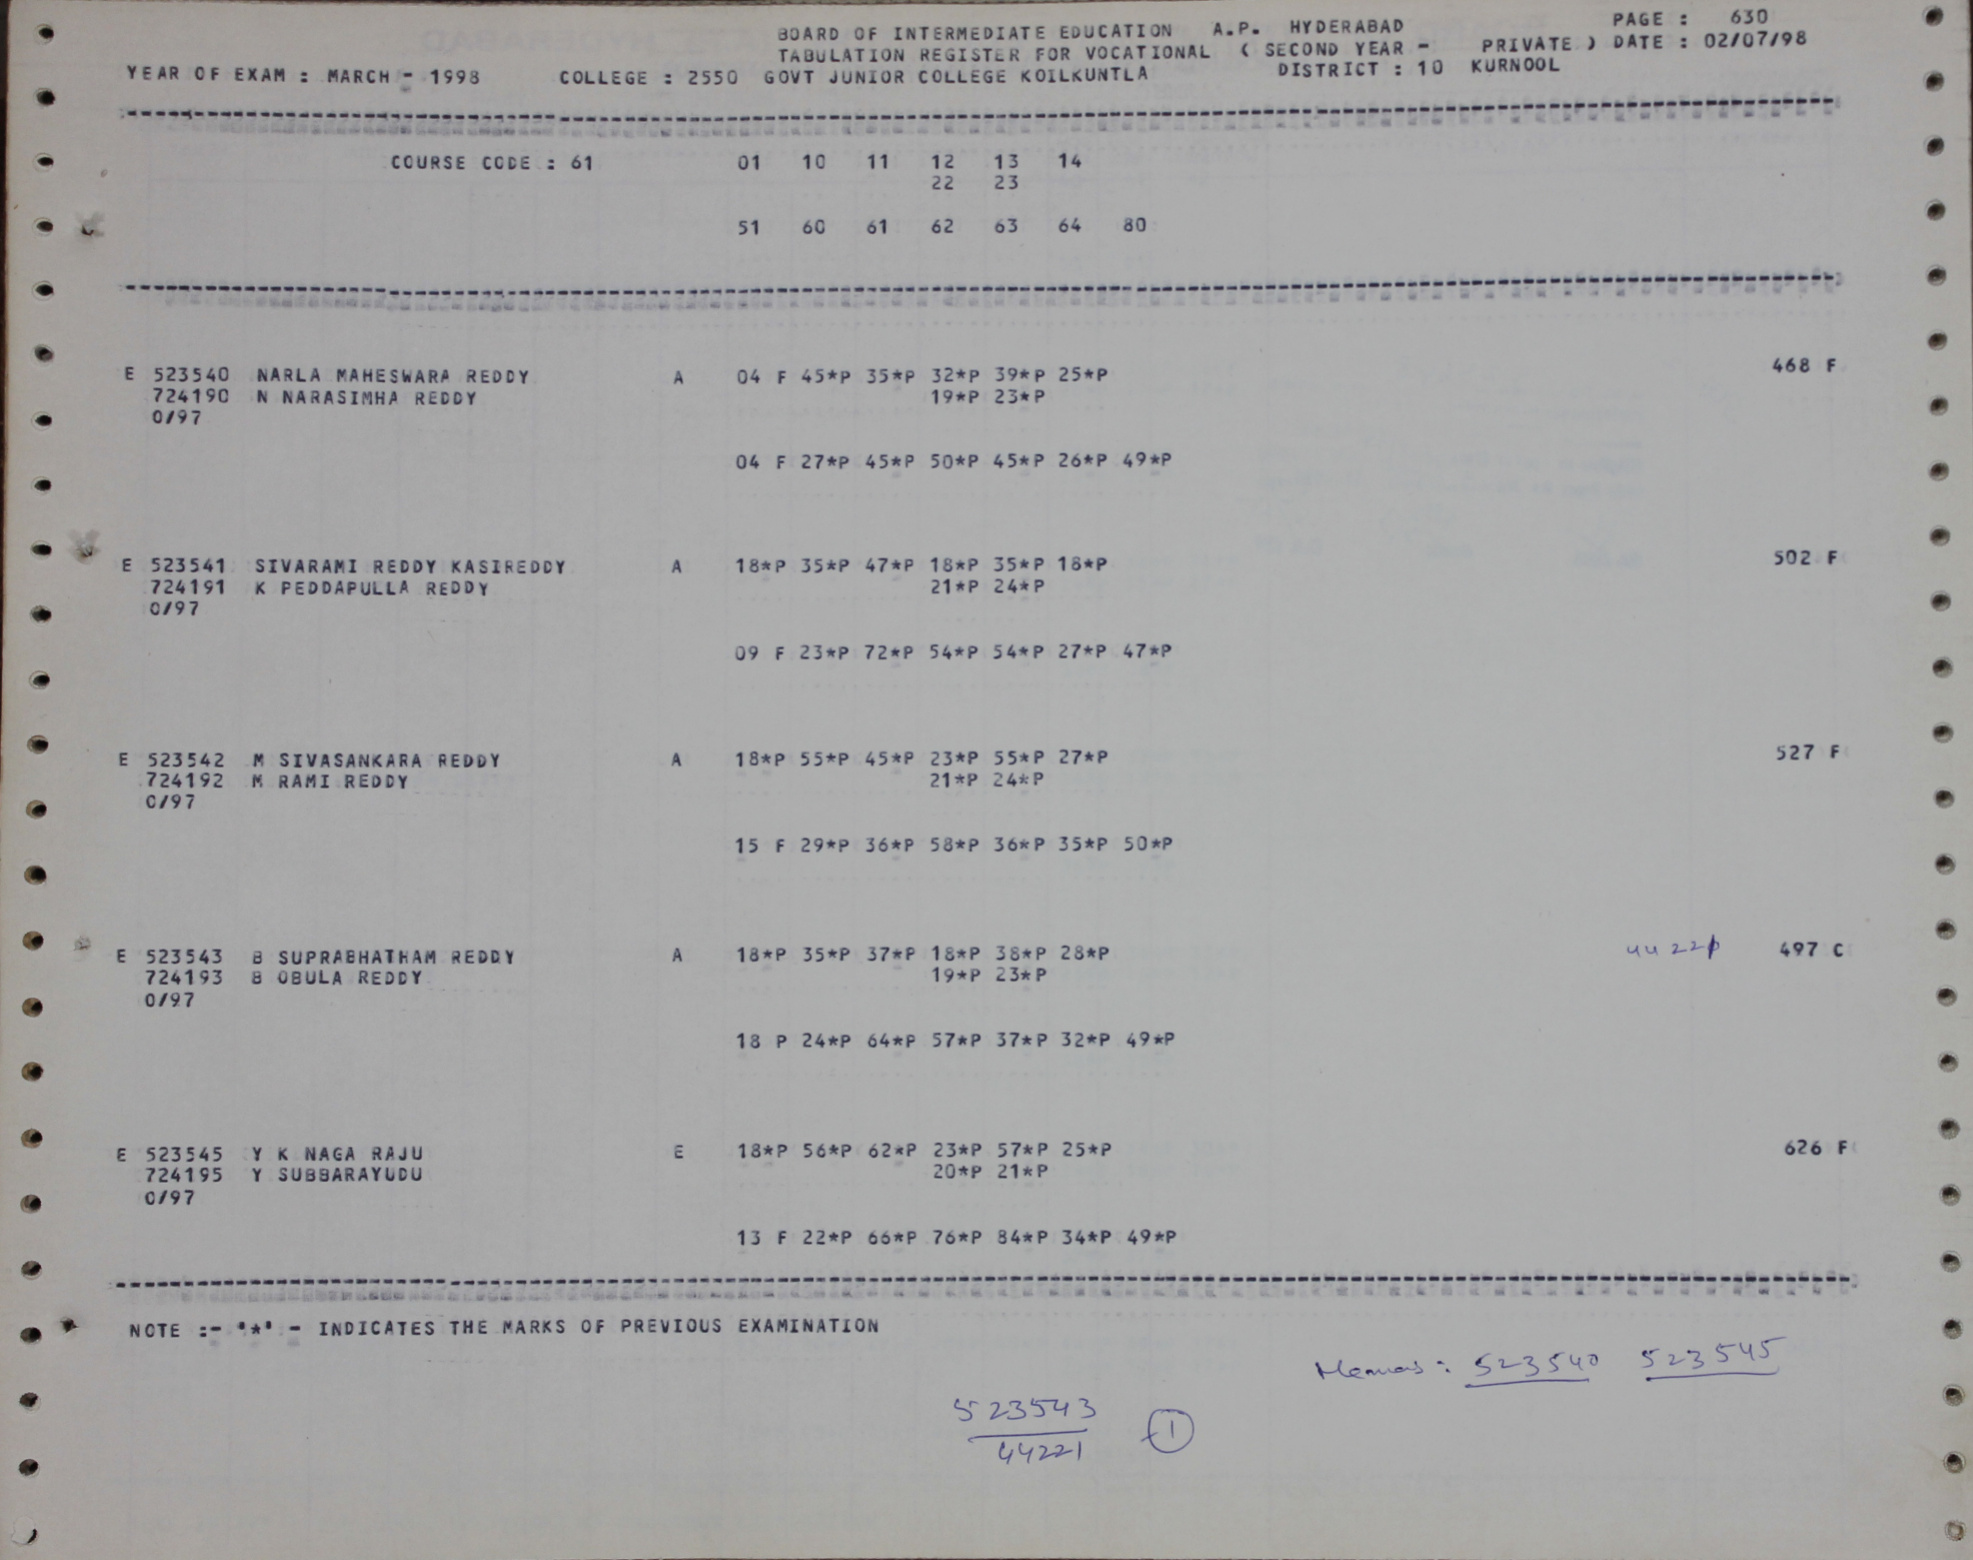 BOARD OF INTERMEDIATE EDUCATION A.P. HYDERABAD PAGE : 630
TABULATION REGISTER FOR VOCATIONAL ( SECOND YEAR - PRIVATE ) DATE : 02/07/98
YEAR OF EXAM : MARCH - 1998 COLLEGE : 2550 GOVT JUNIOR COLLEGE KOILKUNTLA DISTRICT : 10 KURNOOL
COURSE CODE : 61 01 10 11 12 13 14
22 23
51 60 61 62 63 64 80
E 523540 NARLA MAHESWARA REDDY A 04 F 45*P 35*P 32*P 39*P 25*P 468 F
724190 N NARASIMHA REDDY 19*P 23*P
0/97
04 F 27*P 45*P 50*P 45*P 26*P 49*P
E 523541 SIVARAMI REDDY KASIREDDY A 18*P 35*P 47*P 18*P 35*P 18*P 502 F
724191 K PEDDAPULLA REDDY 21*P 24*P
0/97
09 F 23*P 72*P 54*P 54*P 27*P 47*P
E 523542 M SIVASANKARA REDDY A 18*P 55*P 45*P 23*P 55*P 27*P 527 F
724192 M RAMI REDDY 21*P 24*P
0/97
15 F 29*P 36*P 58*P 36*P 35*P 50*P
E 523543 B SUPRABHATHAM REDDY A 18*P 35*P 37*P 18*P 38*P 28*P 44221 497 C
724193 B OBULA REDDY 19*P 23*P
0/97
18 P 24*P 64*P 57*P 37*P 32*P 49*P
E 523545 Y K NAGA RAJU E 18*P 56*P 62*P 23*P 57*P 25*P 626 F
724195 Y SUBBARAYUDU 20*P 21*P
0/97
13 F 22*P 66*P 76*P 84*P 34*P 49*P
NOTE :- '*' - INDICATES THE MARKS OF PREVIOUS EXAMINATION
Memos : 523540 523545
523543 1
44221